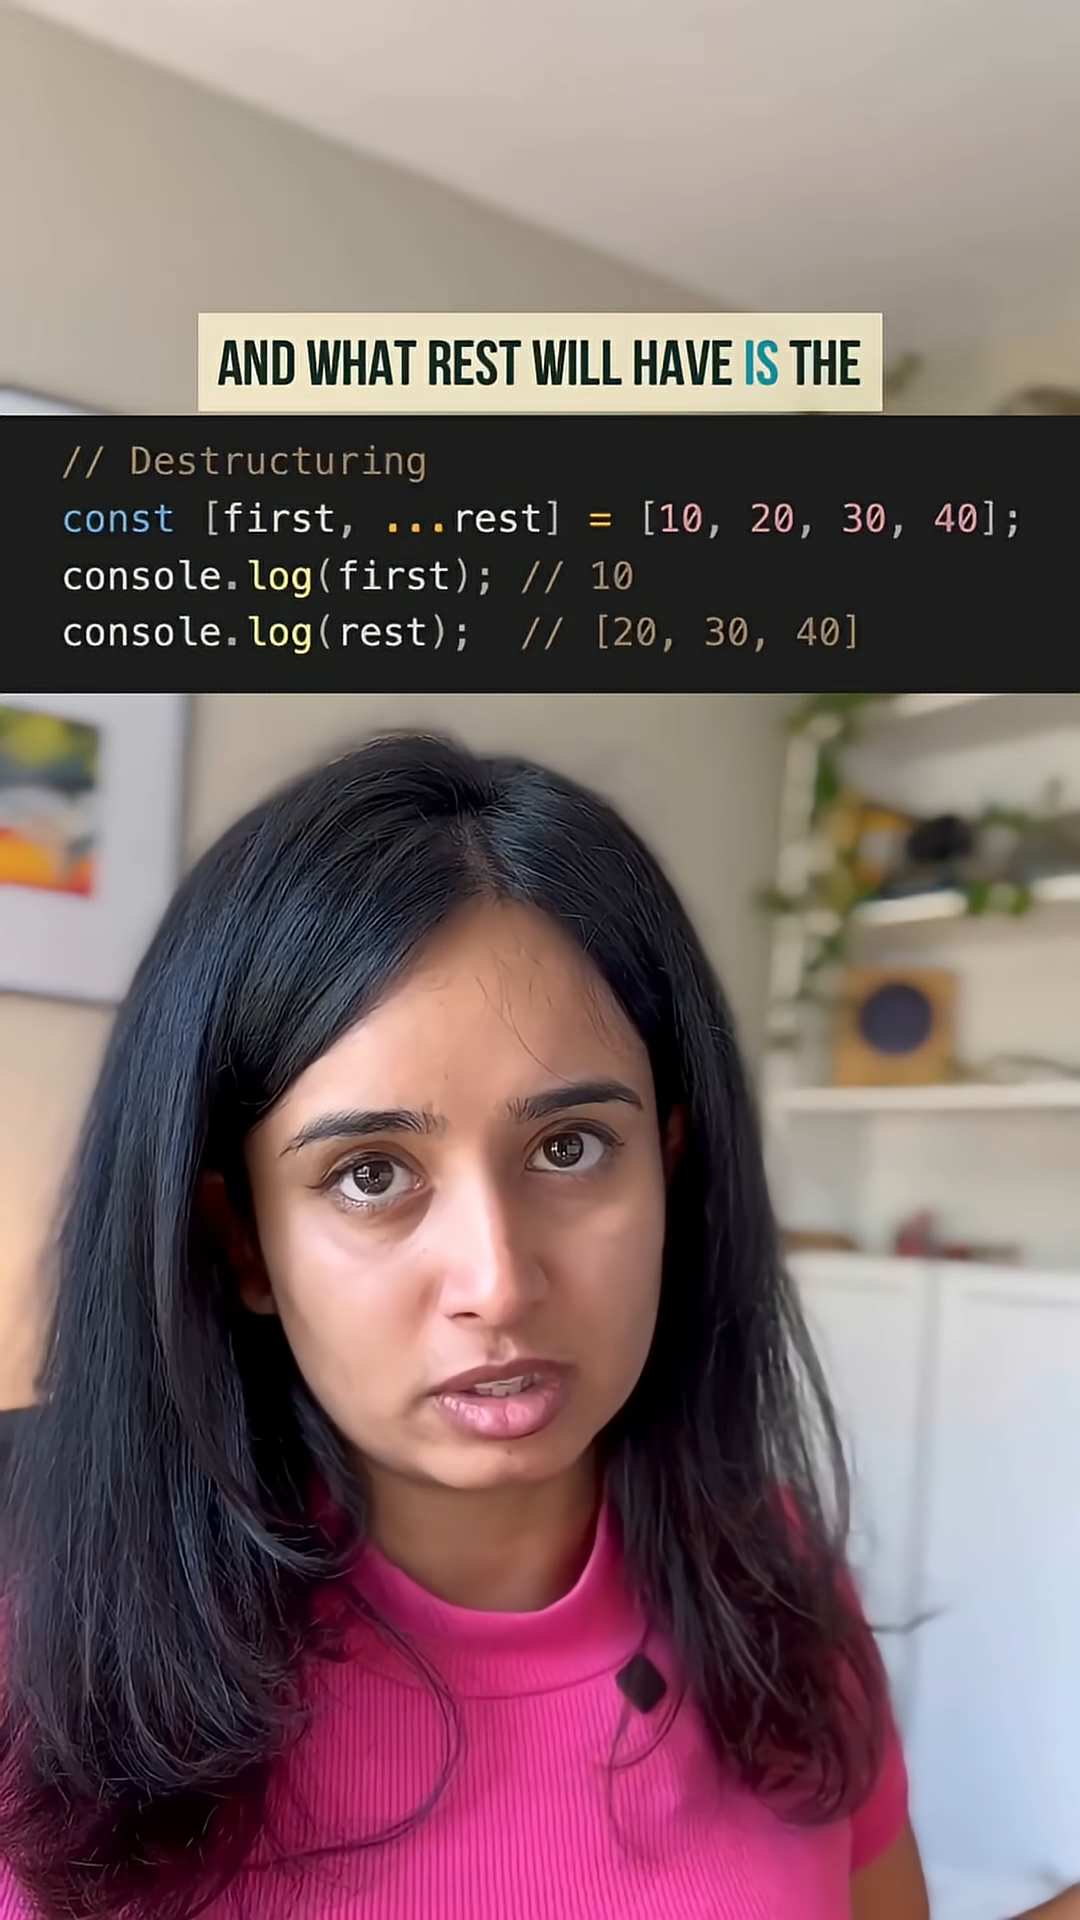 AND WHAT REST WILL HAVE IS THE
// Destructuring
const [first, ...rest] = [10, 20, 30, 40];
console.log(first); // 10
console.log(rest);  // [20, 30, 40]